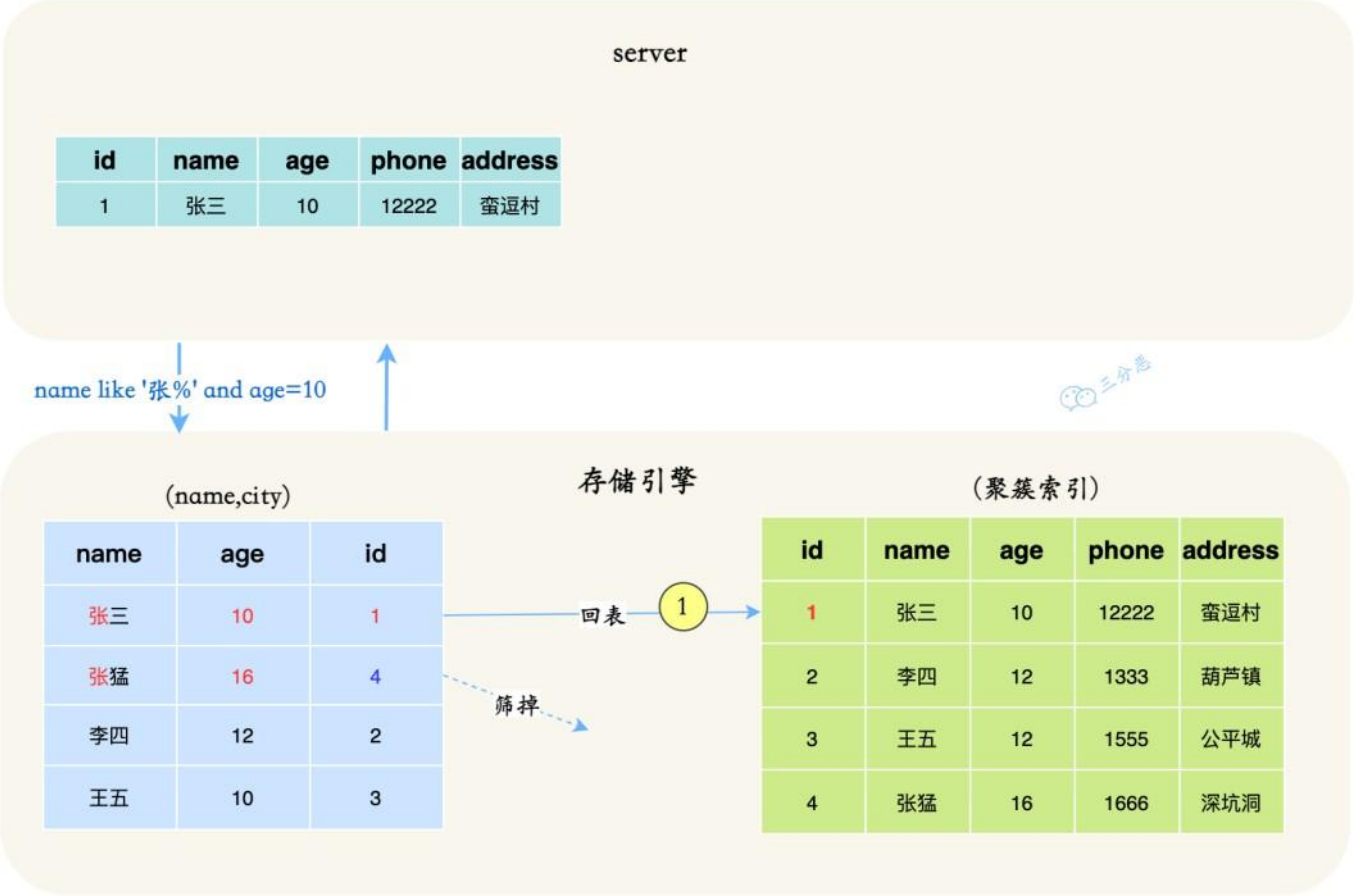 server
id name age phone address
1 张三 10 12222 蛮逗村
name like '张%' and age=10
三分恶
存储引擎
(name,city)
(聚簇索引)
name age id
张三 10 1
张猛 16 4
李四 12 2
王五 10 3
回表
1
筛掉
id name age phone address
1 张三 10 12222 蛮逗村
2 李四 12 1333 葫芦镇
3 王五 12 1555 公平城
4 张猛 16 1666 深坑洞